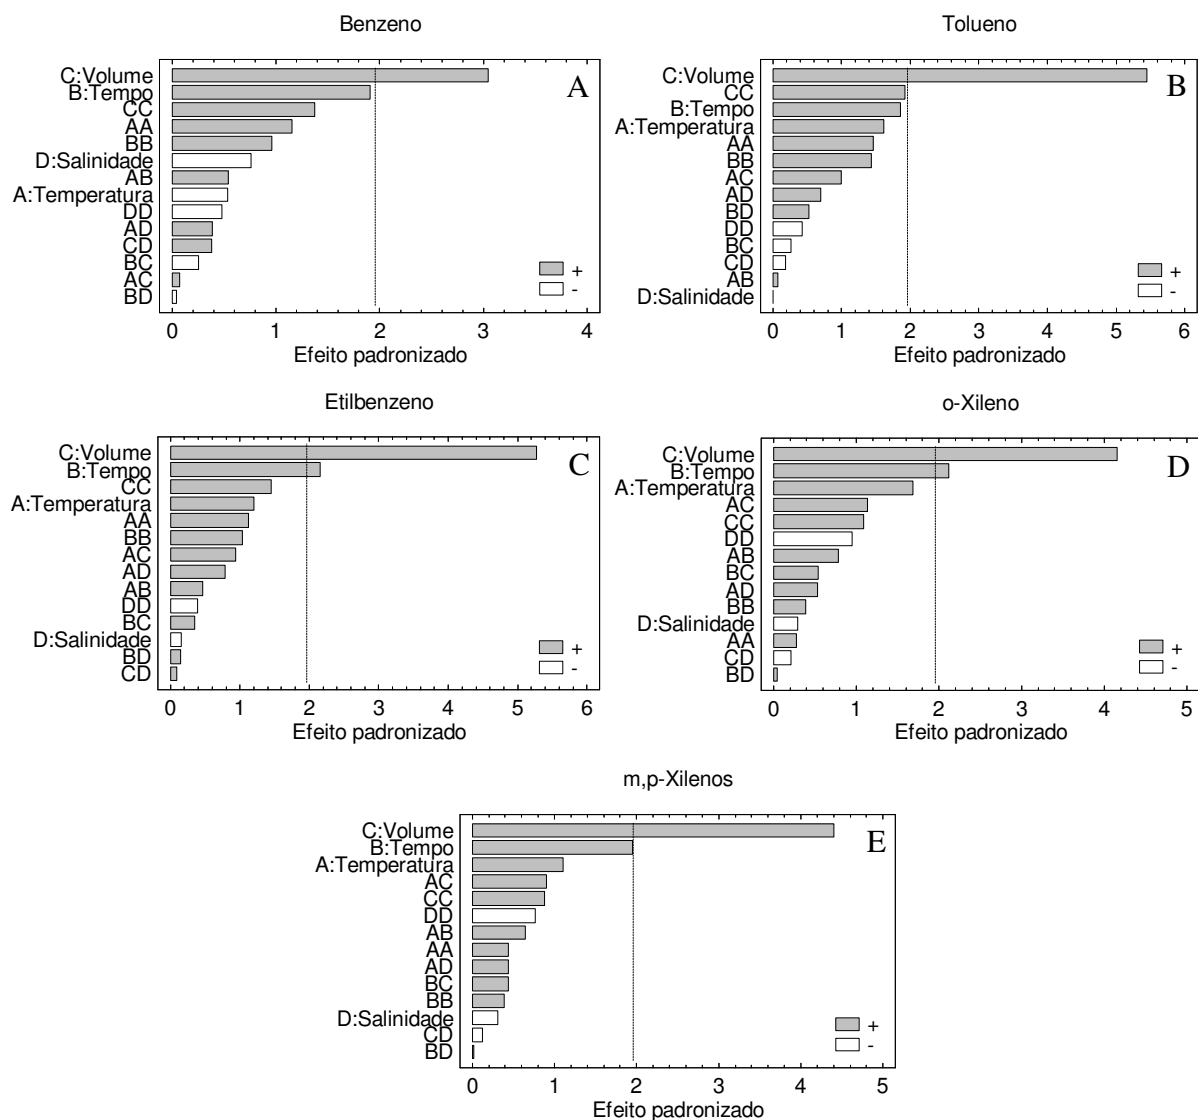 Benzeno
A
C:Volume
B:Tempo
CC
AA
BB
D:Salinidade
AB
A:Temperatura
DD
AD
CD
BC
AC
BD
+
-
0 1 2 3 4
Efeito padronizado
Tolueno
B
C:Volume
CC
B:Tempo
A:Temperatura
AA
BB
AC
AD
BD
DD
BC
CD
AB
D:Salinidade
+
-
0 1 2 3 4 5 6
Efeito padronizado
Etilbenzeno
C
C:Volume
B:Tempo
CC
A:Temperatura
AA
BB
AC
AD
AB
DD
BC
D:Salinidade
BD
CD
+
-
0 1 2 3 4 5 6
Efeito padronizado
o-Xileno
D
C:Volume
B:Tempo
A:Temperatura
AC
CC
DD
AB
BC
AD
BB
D:Salinidade
AA
CD
BD
+
-
0 1 2 3 4 5
Efeito padronizado
m,p-Xilenos
E
C:Volume
B:Tempo
A:Temperatura
AC
CC
DD
AB
AA
AD
BC
BB
D:Salinidade
CD
BD
+
-
0 1 2 3 4 5
Efeito padronizado